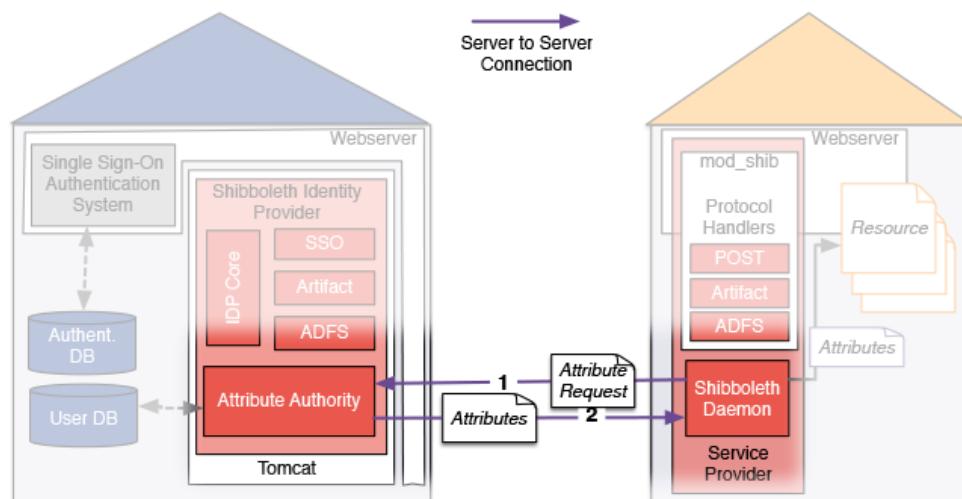 Server to Server
Connection
Webserver
Single Sign-On
Authentication
System
Shibboleth Identity
Provider
IDP Core
SSO
Artifact
ADFS
Authent.
DB
User DB
Attribute Authority
Tomcat
1
Attribute
Request
Attributes
2
Webserver
mod_shib
Protocol
Handlers
POST
Artifact
ADFS
Resource
Attributes
Shibboleth
Daemon
Service
Provider